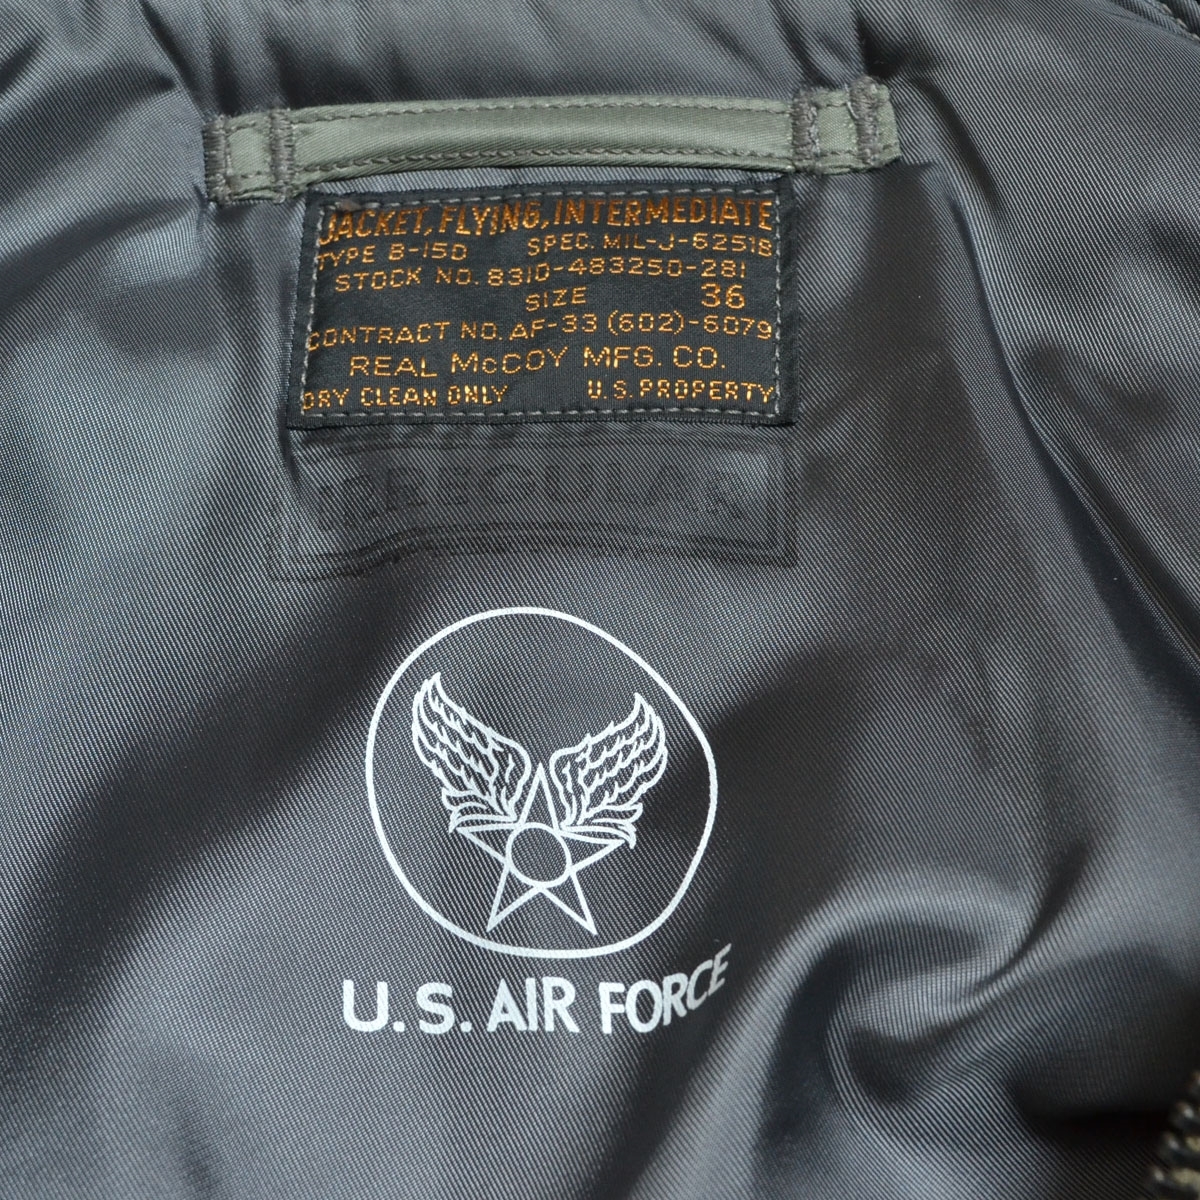 JACKET, FLYING, INTERMEDIATE
TYPE B-15D SPEC. MIL-J-6251B
STOCK NO. 8310-483250-281
SIZE 36
CONTRACT NO. AF-33 (602)-6079
REAL McCOY MFG. CO.
DRY CLEAN ONLY U.S. PROPERTY
REGULAR
U.S. AIR FORCE